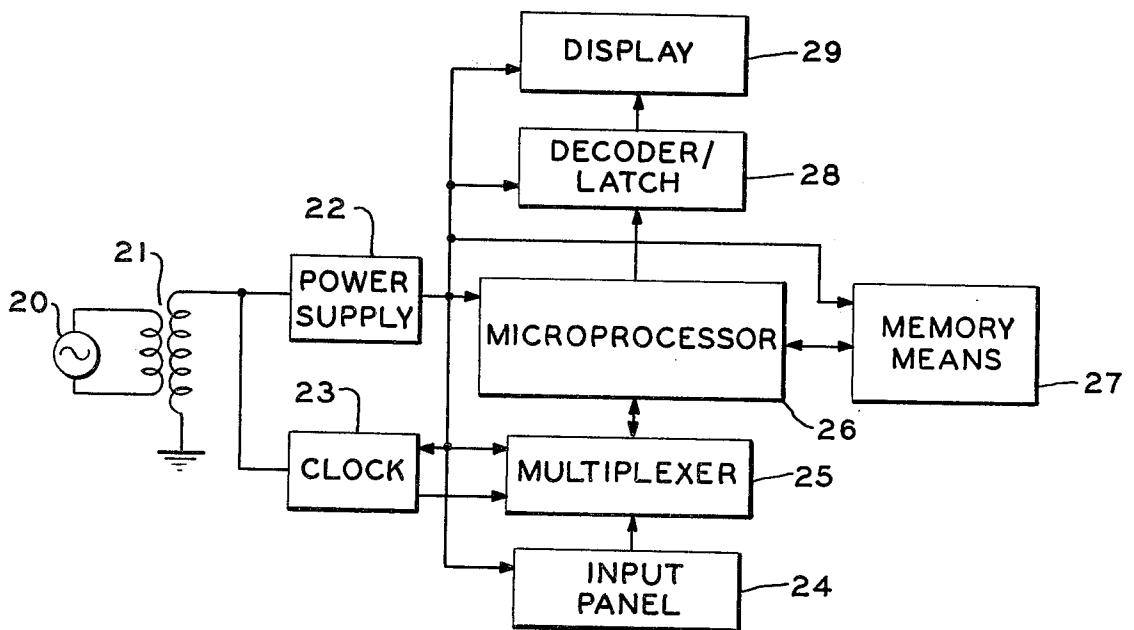 DISPLAY
29
DECODER/
LATCH
28
22
21
POWER
SUPPLY
20
MICROPROCESSOR
MEMORY
MEANS
27
26
23
CLOCK
MULTIPLEXER
25
INPUT
PANEL
24